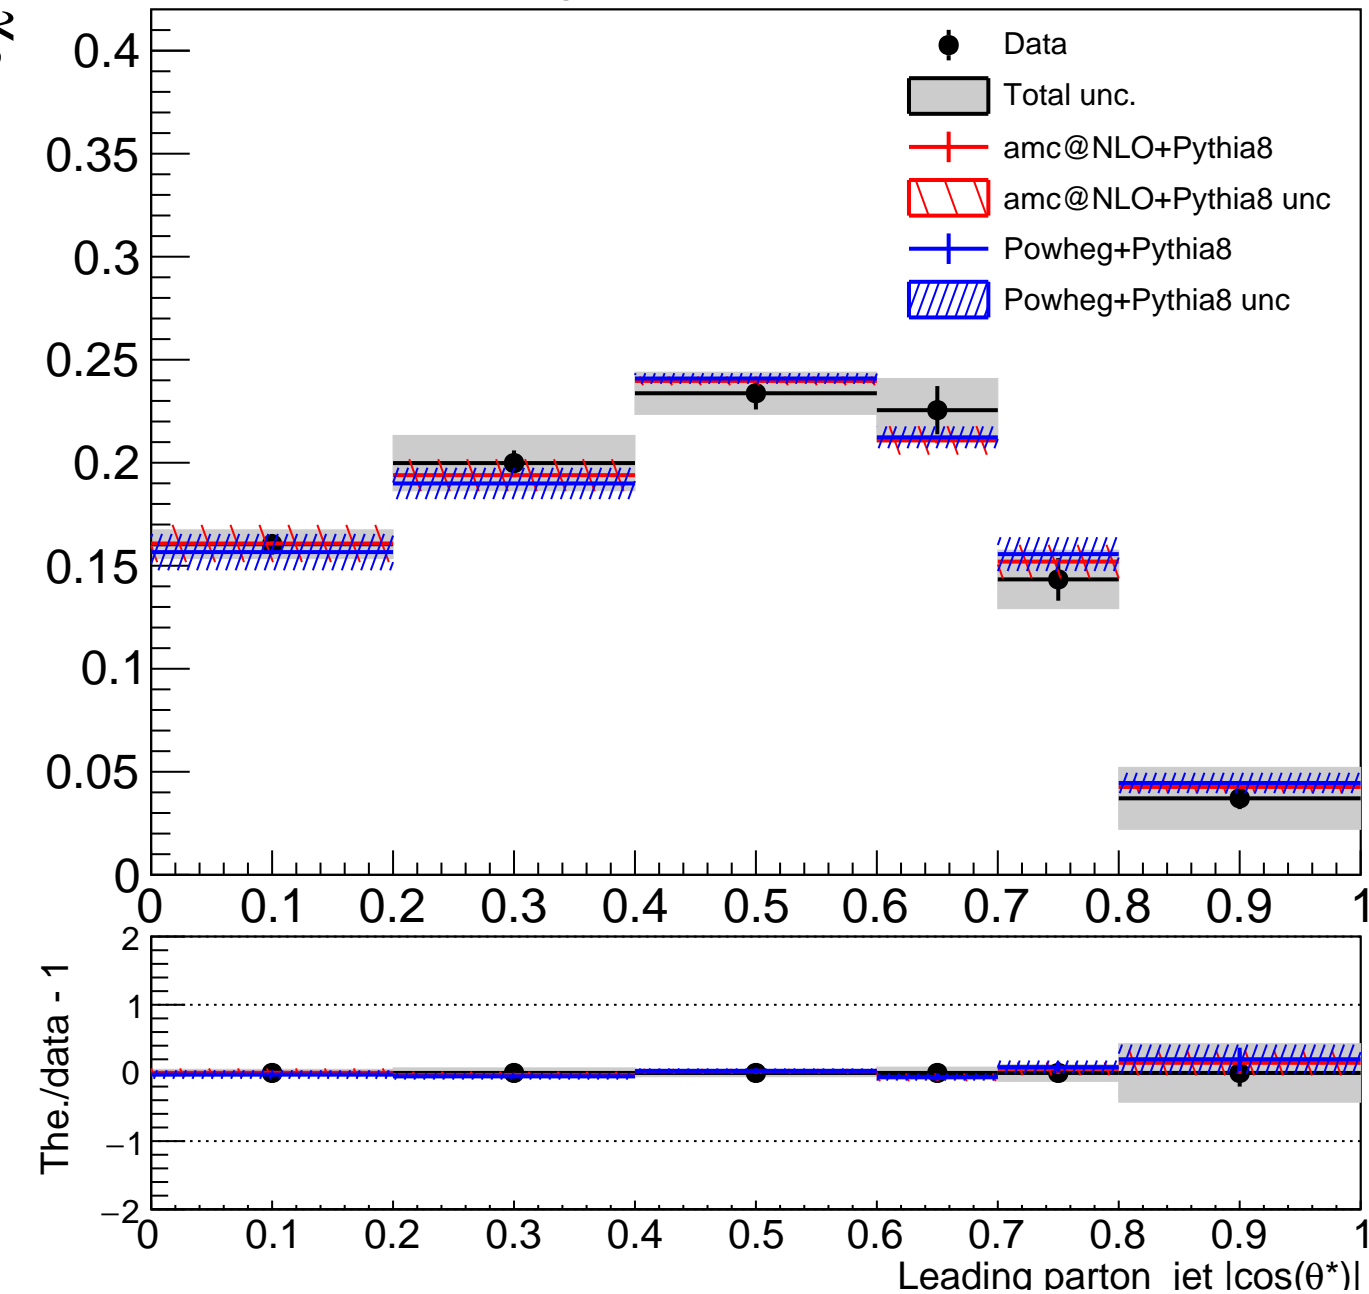 Data
Total unc.
amc@NLO+Pythia8
amc@NLO+Pythia8 unc
Powheg+Pythia8
Powheg+Pythia8 unc
0.4
0.35
0.3
0.25
0.2
0.15
0.1
0.05
0
0 0.1 0.2 0.3 0.4 0.5 0.6 0.7 0.8 0.9 1
The./data - 1
2
1
0
−1
−2
0 0.1 0.2 0.3 0.4 0.5 0.6 0.7 0.8 0.9 1
Leading parton jet |cos(θ*)|